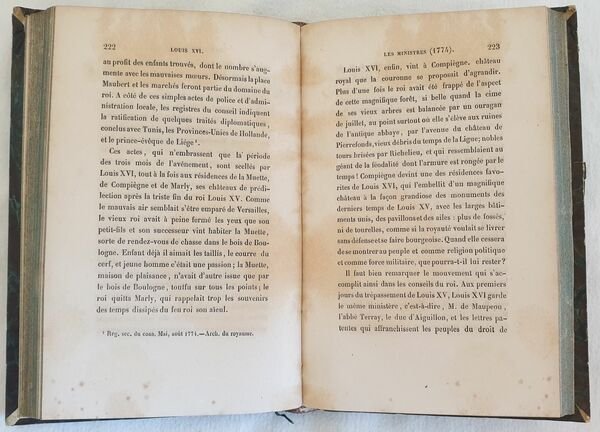 222 LOUIS XVI.
au profit des enfants trouvés, dont le nombre s'aug-
mente avec les mauvaises mœurs. Désormais la place
Maubert et les marchés feront partie du domaine du
roi. A côté de ces simples actes de police et d'admi-
nistration locale, les registres du conseil indiquent
la ratification de quelques traités diplomatiques,
conclus avec Tunis, les Provinces-Unies de Hollande,
et le prince-évêque de Liége¹.
Ces actes, qui n'embrassent que la période
des trois mois de l'avénement, sont scellés par
Louis XVI, tout à la fois aux résidences de la Muette,
de Compiègne et de Marly, ses châteaux de prédi-
lection après la triste fin du roi Louis XV. Comme
le mauvais air semblait s'être emparé de Versailles,
le vieux roi avait à peine fermé les yeux que son
petit-fils et son successeur vint habiter la Muette,
sorte de rendez-vous de chasse dans le bois de Bou-
logne. Enfant déjà il aimait les taillis, le courre du
cerf, et jeune homme c'était une passion; la Muette,
maison de plaisance, n'avait d'autre issue que par
le bois de Boulogne, touffu sur tous les points; le
roi quitta Marly, qui rappelait trop les souvenirs
des temps dissipés du feu roi son aïeul.
¹ Reg. sec. du cons. Mai, août 1774.—Arch. du royaume.
LES MINISTRES (1774). 223
Louis XVI, enfin, vint à Compiègne, château
royal que la couronne se proposait d'agrandir.
Plus d'une fois le roi avait été frappé de l'aspect
de cette magnifique forêt, si belle quand la cime
de ses vieux arbres est balancée par un ouragan
de juillet, au point surtout où elle s'élève aux ruines
de l'antique abbaye, par l'avenue du château de
Pierrefonds, vieux débris du temps de la Ligue; nobles
tours brisées par Richelieu, et qui ressemblaient au
géant de la féodalité dont l'armure est rongée par le
temps! Compiègne devint une des résidences favo-
rites de Louis XVI, qui l'embellit d'un magnifique
château à la façon grandiose des monuments des
derniers temps de Louis XV, avec les larges bâti-
ments unis, des pavillons et des ailes: plus de fossés,
ni de tourelles, comme si la royauté voulait se livrer
sans défense et se faire bourgeoise. Quand elle cessera
de se montrer au peuple et comme religion politique
et comme force militaire, que pourra-t-il lui rester?
Il faut bien remarquer le mouvement qui s'ac-
complit ainsi dans les conseils du roi. Aux premiers
jours du trépassement de Louis XV, Louis XVI garde
le même ministère, c'est-à-dire, M. de Maupeou,
l'abbé Terray, le duc d'Aiguillon, et les lettres pa-
tentes qui affranchissent les peuples du droit de